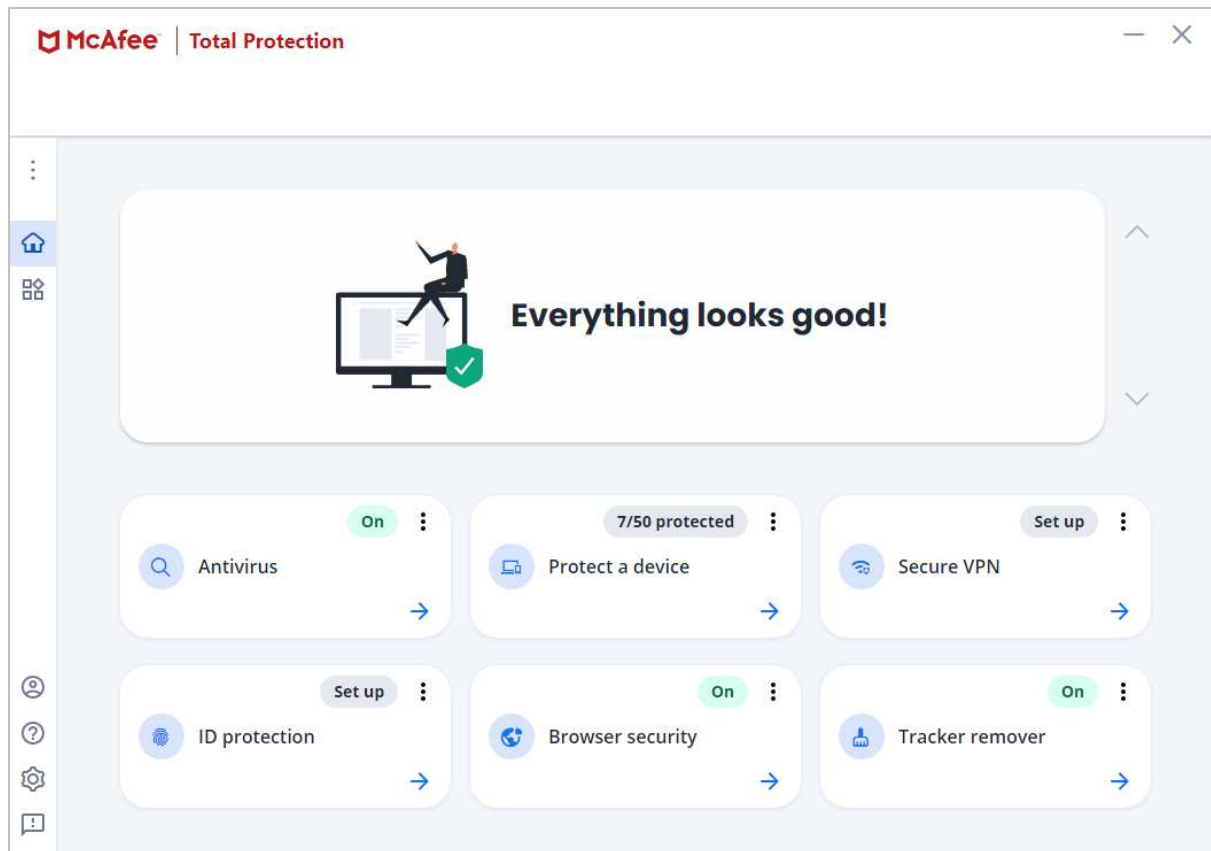 McAfee Total Protection
Everything looks good!
On
Antivirus
7/50 protected
Protect a device
Set up
Secure VPN
Set up
ID protection
On
Browser security
On
Tracker remover